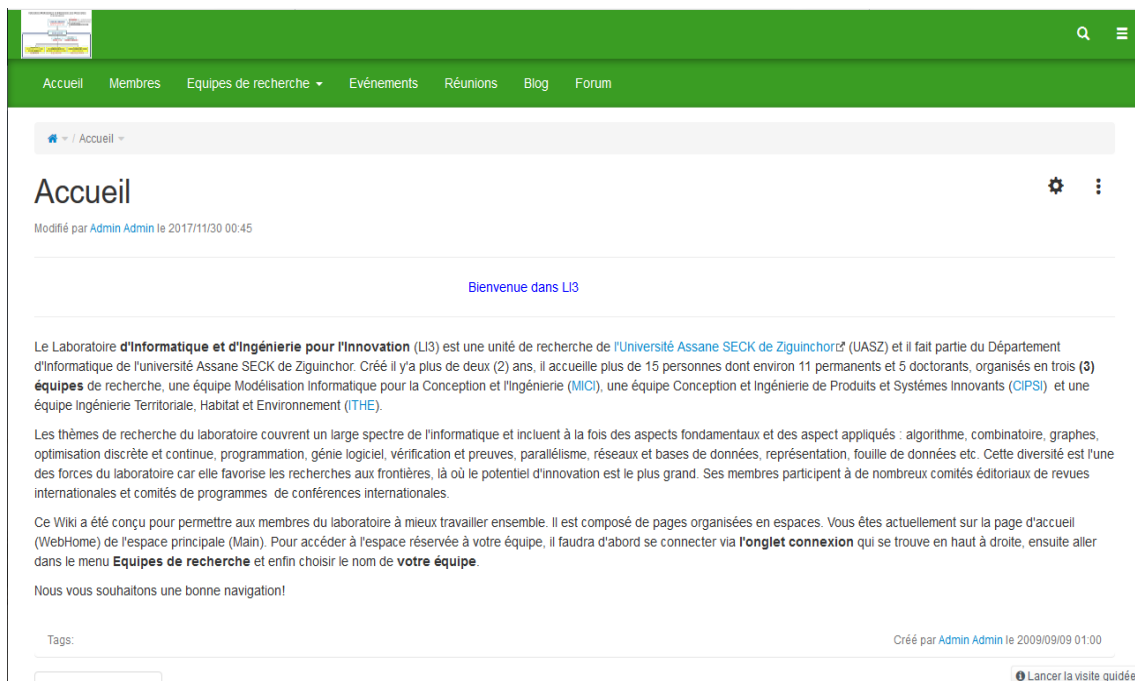 Accueil Membres Equipes de recherche Evénements Réunions Blog Forum
/ Accueil
Accueil
Modifié par Admin Admin le 2017/11/30 00:45
Bienvenue dans LI3
Le Laboratoire d'Informatique et d'Ingénierie pour l'Innovation (LI3) est une unité de recherche de l'Université Assane SECK de Ziguinchor (UASZ) et il fait partie du Département
d'Informatique de l'université Assane SECK de Ziguinchor. Créé il y'a plus de deux (2) ans, il accueille plus de 15 personnes dont environ 11 permanents et 5 doctorants, organisés en trois (3)
équipes de recherche, une équipe Modélisation Informatique pour la Conception et l'Ingénierie (MICI), une équipe Conception et Ingénierie de Produits et Systémes Innovants (CIPSI) et une
équipe Ingénierie Territoriale, Habitat et Environnement (ITHE).
Les thèmes de recherche du laboratoire couvrent un large spectre de l'informatique et incluent à la fois des aspects fondamentaux et des aspect appliqués : algorithme, combinatoire, graphes,
optimisation discrète et continue, programmation, génie logiciel, vérification et preuves, parallélisme, réseaux et bases de données, représentation, fouille de données etc. Cette diversité est l'une
des forces du laboratoire car elle favorise les recherches aux frontières, là où le potentiel d'innovation est le plus grand. Ses membres participent à de nombreux comités éditoriaux de revues
internationales et comités de programmes de conférences internationales.
Ce Wiki a été conçu pour permettre aux membres du laboratoire à mieux travailler ensemble. Il est composé de pages organisées en espaces. Vous êtes actuellement sur la page d'accueil
(WebHome) de l'espace principale (Main). Pour accéder à l'espace réservée à votre équipe, il faudra d'abord se connecter via l'onglet connexion qui se trouve en haut à droite, ensuite aller
dans le menu Equipes de recherche et enfin choisir le nom de votre équipe.
Nous vous souhaitons une bonne navigation!
Tags:
Créé par Admin Admin le 2009/09/09 01:00
Lancer la visite guidée